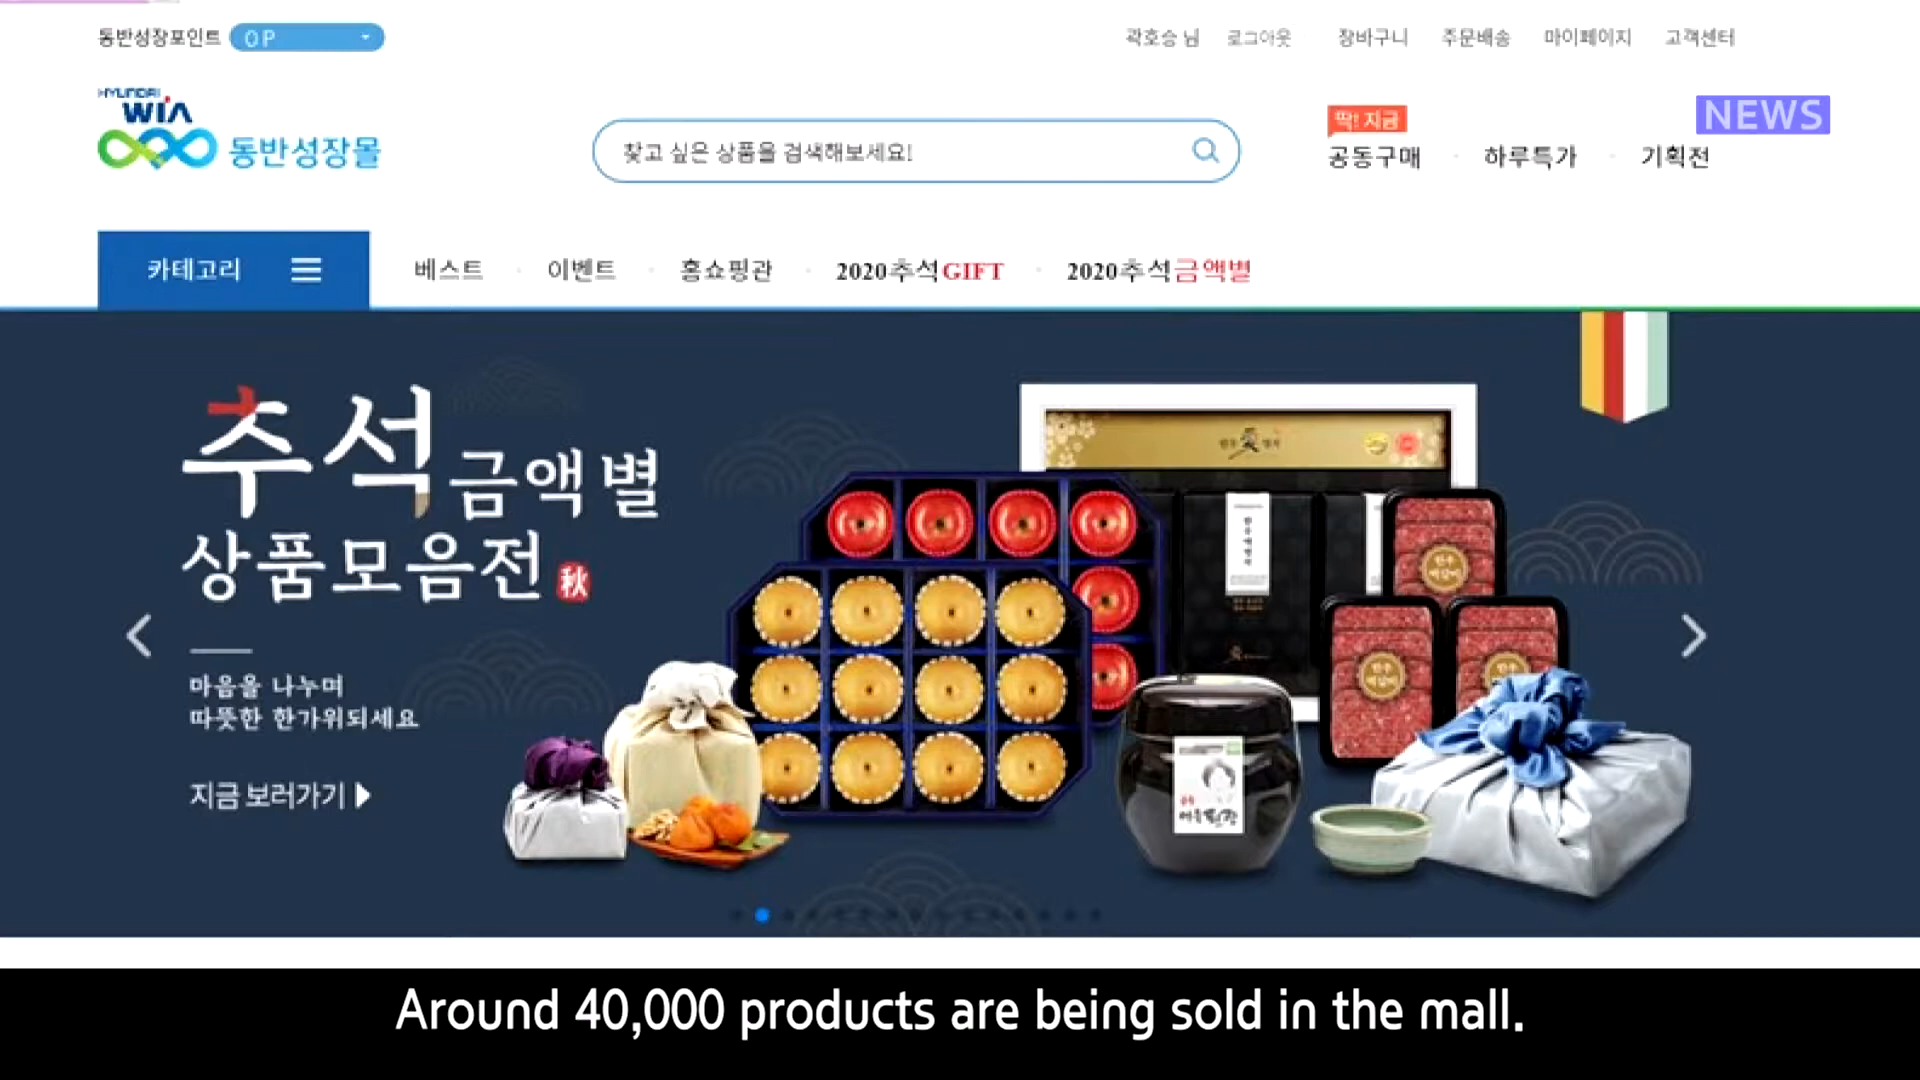 동반성장포인트 0 P
곽호승 님 로그아웃 장바구니 주문배송 마이페이지 고객센터
HYUNDAI
WIA
동반성장몰
찾고 싶은 상품을 검색해보세요!
딱! 지금
NEWS
공동구매 하루특가 기획전
카테고리 베스트 이벤트 홈쇼핑관 2020추석GIFT 2020추석금액별
추석 금액별
상품모음전 秋
마음을 나누며
따뜻한 한가위되세요
지금 보러가기
Around 40,000 products are being sold in the mall.